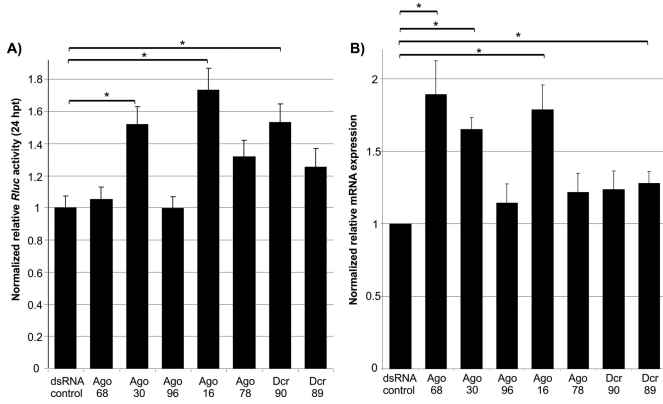 A)
*
*
*
Normalized relative Rluc activity (24 hpt)
1.8
1.6
1.4
1.2
1
0.8
0.6
0.4
0.2
0
dsRNA control
Ago 68
Ago 30
Ago 96
Ago 16
Ago 78
Dcr 90
Dcr 89
B)
*
*
*
*
Normalized relative mRNA expression
2
1.5
1
0.5
0
dsRNA control
Ago 68
Ago 30
Ago 96
Ago 16
Ago 78
Dcr 90
Dcr 89